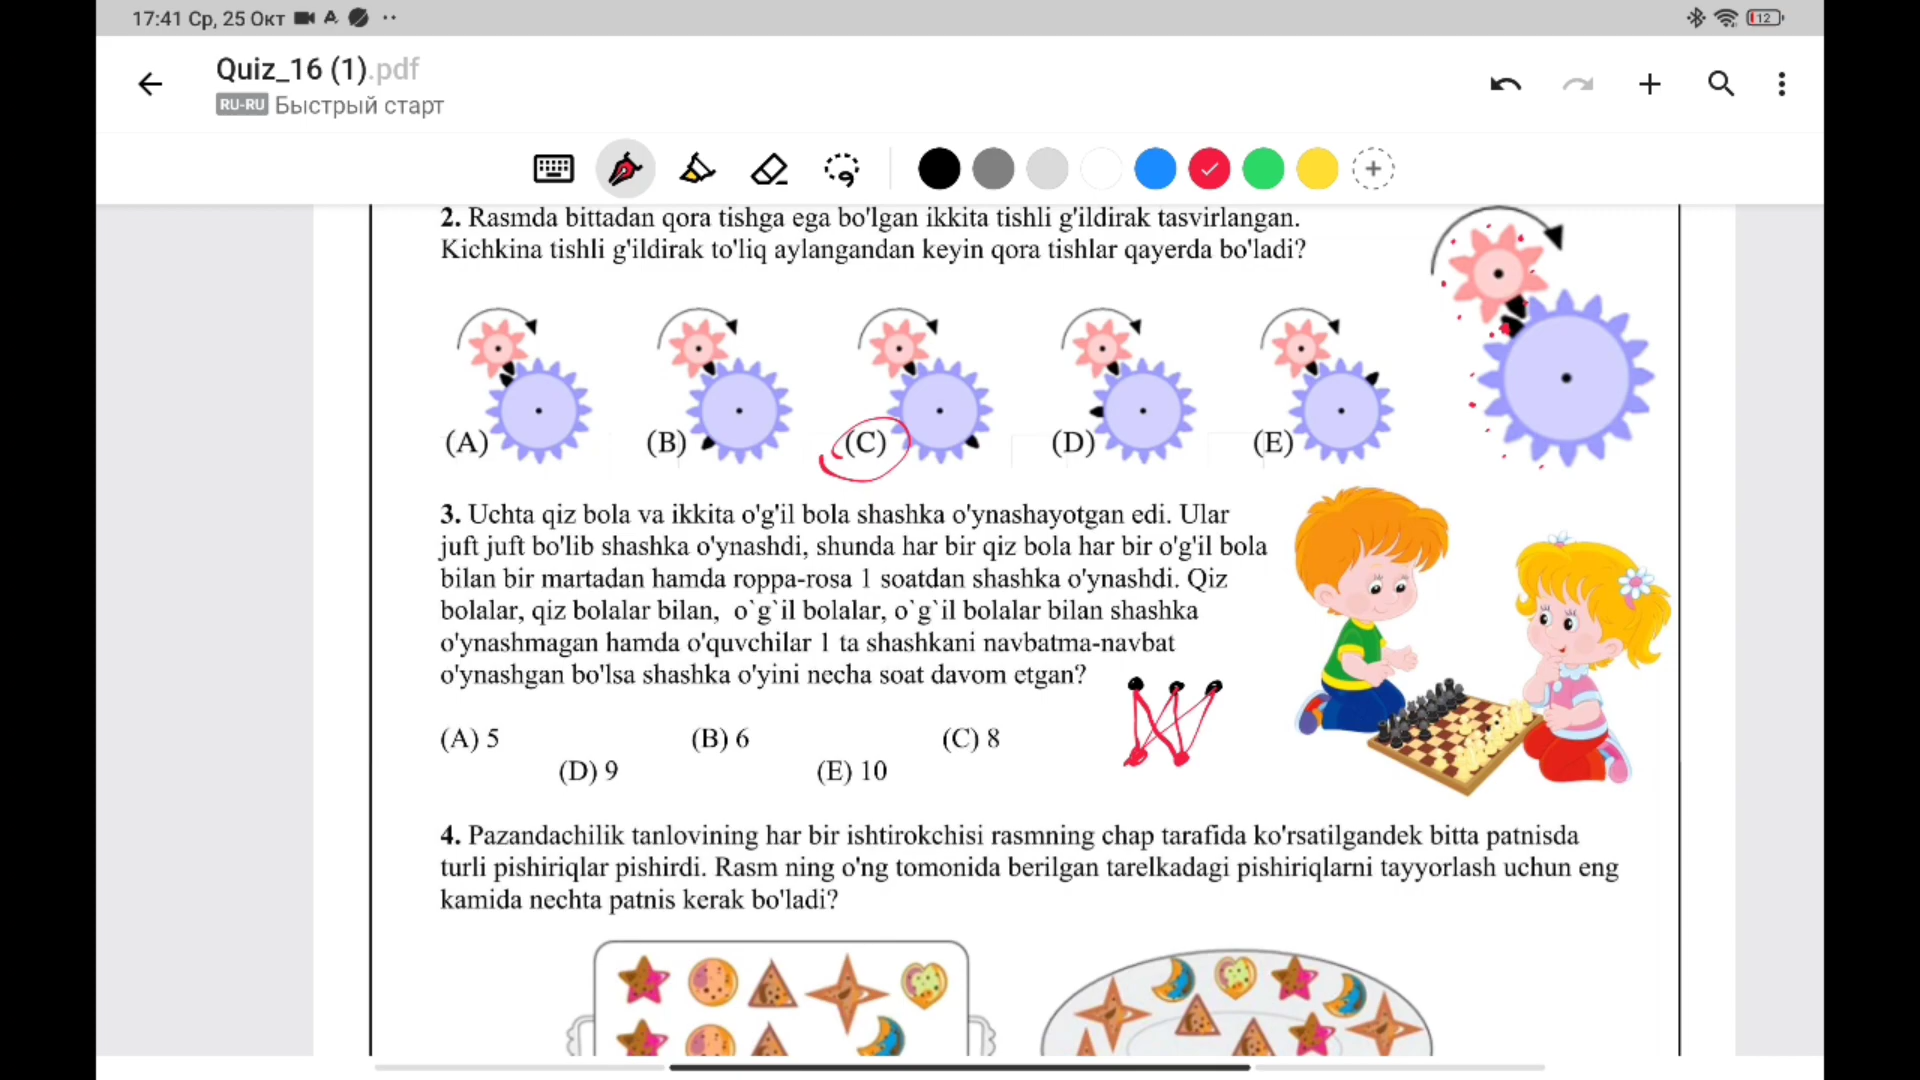 17:41 Ср, 25 Окт
12
Quiz_16 (1).pdf
RU-RU Быстрый старт
2. Rasmda bittadan qora tishga ega bo'lgan ikkita tishli g'ildirak tasvirlangan.
Kichkina tishli g'ildirak to'liq aylangandan keyin qora tishlar qayerda bo'ladi?
(A) (B) (C) (D) (E)
3. Uchta qiz bola va ikkita o'g'il bola shashka o'ynashayotgan edi. Ular
juft juft bo'lib shashka o'ynashdi, shunda har bir qiz bola har bir o'g'il bola
bilan bir martadan hamda roppa-rosa 1 soatdan shashka o'ynashdi. Qiz
bolalar, qiz bolalar bilan, o`g`il bolalar, o`g`il bolalar bilan shashka
o'ynashmagan hamda o'quvchilar 1 ta shashkani navbatma-navbat
o'ynashgan bo'lsa shashka o'yini necha soat davom etgan?
(A) 5 (B) 6 (C) 8
(D) 9 (E) 10
4. Pazandachilik tanlovining har bir ishtirokchisi rasmning chap tarafida ko'rsatilgandek bitta patnisda
turli pishiriqlar pishirdi. Rasm ning o'ng tomonida berilgan tarelkadagi pishiriqlarni tayyorlash uchun eng
kamida nechta patnis kerak bo'ladi?